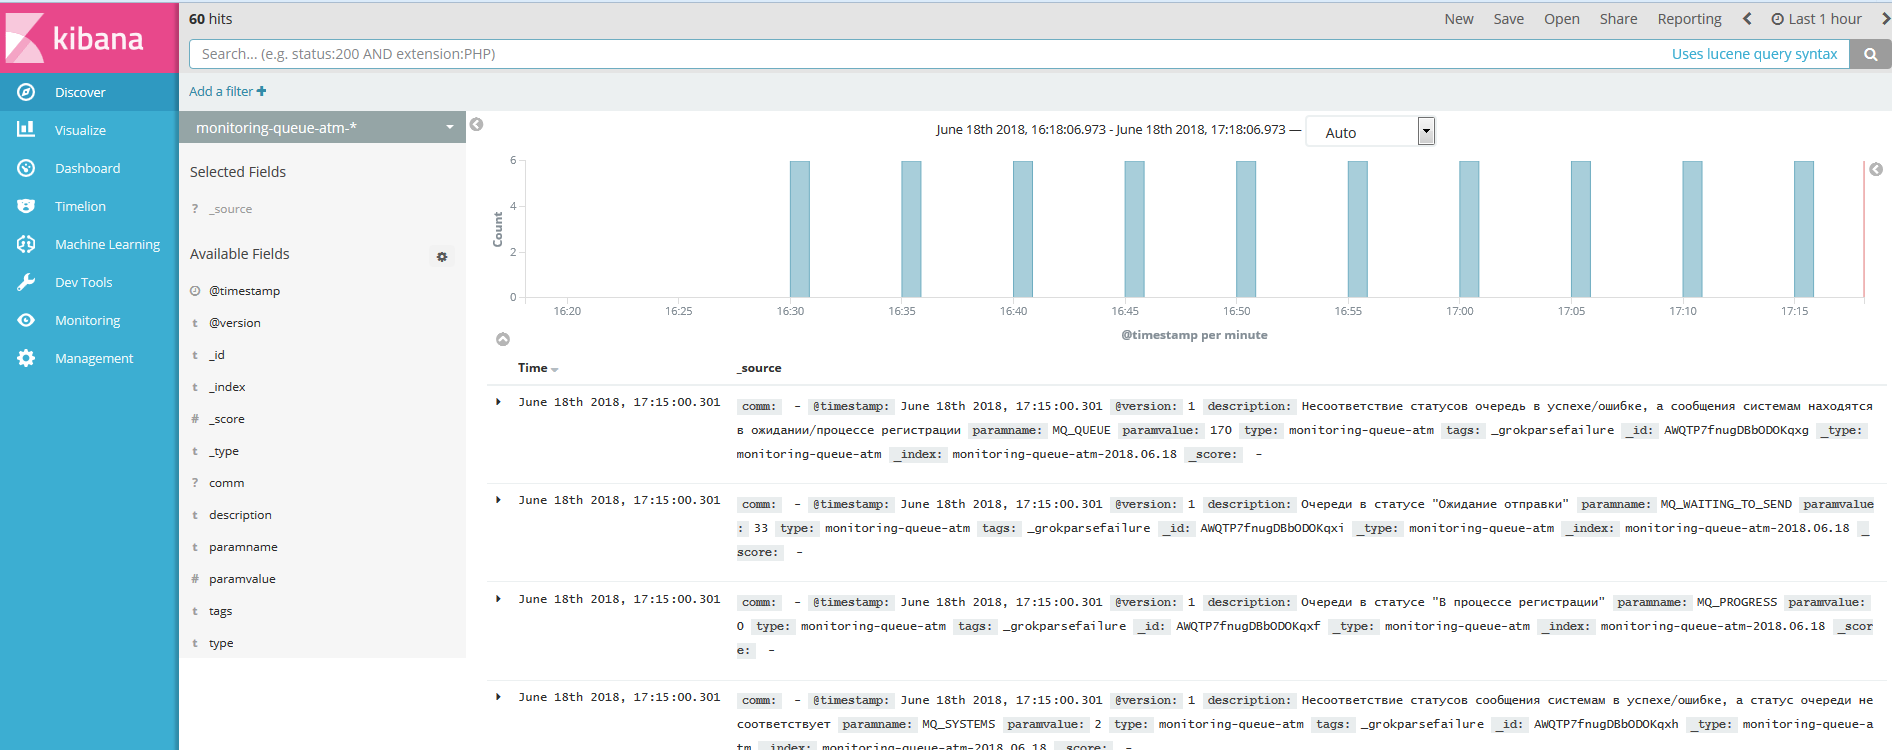 kibana
Discover
Visualize
Dashboard
Timelion
Machine Learning
Dev Tools
Monitoring
Management
60 hits
New Save Open Share Reporting Last 1 hour
Search... (e.g. status:200 AND extension:PHP) Uses lucene query syntax
Add a filter +
monitoring-queue-atm-*
Selected Fields
? _source
Available Fields
@timestamp
t @version
t _id
t _index
# _score
t _type
? comm
t description
t paramname
# paramvalue
t tags
t type
June 18th 2018, 16:18:06.973 - June 18th 2018, 17:18:06.973 — Auto
Count
6
4
2
0
16:20 16:25 16:30 16:35 16:40 16:45 16:50 16:55 17:00 17:05 17:10 17:15
@timestamp per minute
Time _source
June 18th 2018, 17:15:00.301 comm: - @timestamp: June 18th 2018, 17:15:00.301 @version: 1 description: Несоответствие статусов очередь в успехе/ошибке, а сообщения системам находятся
в ожидании/процессе регистрации paramname: MQ_QUEUE paramvalue: 170 type: monitoring-queue-atm tags: _grokparsefailure _id: AWQTP7fnugDBbODOKqxg _type:
monitoring-queue-atm _index: monitoring-queue-atm-2018.06.18 _score: -
June 18th 2018, 17:15:00.301 comm: - @timestamp: June 18th 2018, 17:15:00.301 @version: 1 description: Очереди в статусе "Ожидание отправки" paramname: MQ_WAITING_TO_SEND paramvalue
: 33 type: monitoring-queue-atm tags: _grokparsefailure _id: AWQTP7fnugDBbODOKqxi _type: monitoring-queue-atm _index: monitoring-queue-atm-2018.06.18 _
score: -
June 18th 2018, 17:15:00.301 comm: - @timestamp: June 18th 2018, 17:15:00.301 @version: 1 description: Очереди в статусе "В процессе регистрации" paramname: MQ_PROGRESS paramvalue:
0 type: monitoring-queue-atm tags: _grokparsefailure _id: AWQTP7fnugDBbODOKqxf _type: monitoring-queue-atm _index: monitoring-queue-atm-2018.06.18 _scor
e: -
June 18th 2018, 17:15:00.301 comm: - @timestamp: June 18th 2018, 17:15:00.301 @version: 1 description: Несоответствие статусов сообщения системам в успехе/ошибке, а статус очереди не
соответствует paramname: MQ_SYSTEMS paramvalue: 2 type: monitoring-queue-atm tags: _grokparsefailure _id: AWQTP7fnugDBbODOKqxh _type: monitoring-queue-a
tm _index: monitoring-queue-atm-2018.06.18 _score: -